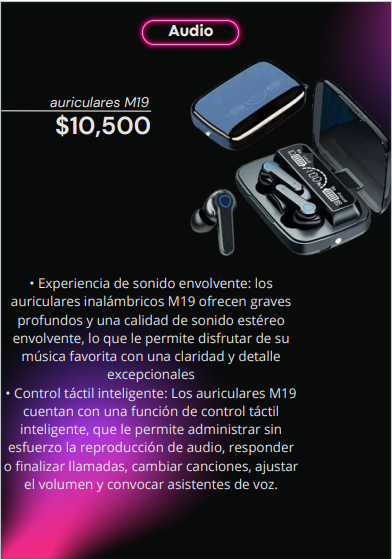 Audio
auriculares M19
$10,500
• Experiencia de sonido envolvente: los
auriculares inalámbricos M19 ofrecen graves
profundos y una calidad de sonido estéreo
envolvente, lo que le permite disfrutar de su
música favorita con una claridad y detalle
excepcionales
• Control táctil inteligente: Los auriculares M19
cuentan con una función de control táctil
inteligente, que le permite administrar sin
esfuerzo la reproducción de audio, responder
o finalizar llamadas, cambiar canciones, ajustar
el volumen y convocar asistentes de voz.